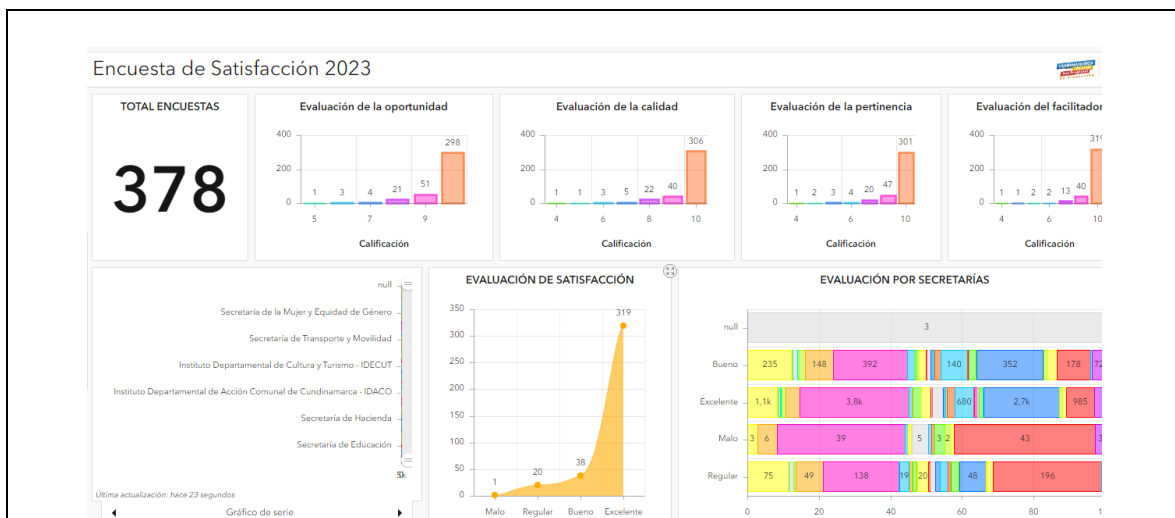 Encuesta de Satisfacción 2023
TOTAL ENCUESTAS
378
Evaluación de la oportunidad
400
200
0
1 3 4 21 51 298
5 7 9
Calificación
Evaluación de la calidad
400
200
0
1 1 3 5 22 40 306
4 6 8 10
Calificación
Evaluación de la pertinencia
400
200
0
1 2 3 4 20 47 301
4 6 10
Calificación
Evaluación del facilitador
400
200
0
1 1 2 2 13 40 319
4 6 10
Calificación
null
Secretaría de la Mujer y Equidad de Género
Secretaría de Transporte y Movilidad
Instituto Departamental de Cultura y Turismo - IDECUT
Instituto Departamental de Acción Comunal de Cundinamarca - IDACO
Secretaría de Hacienda
Secretaría de Educación
Última actualización: hace 23 segundos
Gráfico de serie
EVALUACIÓN DE SATISFACCIÓN
350
300
250
200
150
100
50
0
1 20 38 319
Malo Regular Bueno Excelente
EVALUACIÓN POR SECRETARÍAS
null 3
Bueno 235 148 392 140 352 178 72
Excelente 1,1k 3,8k 680 2,7k 985
Malo 3 6 39 5 3 2 43 3
Regular 75 49 138 19 20 48 196
0 20 40 60 80